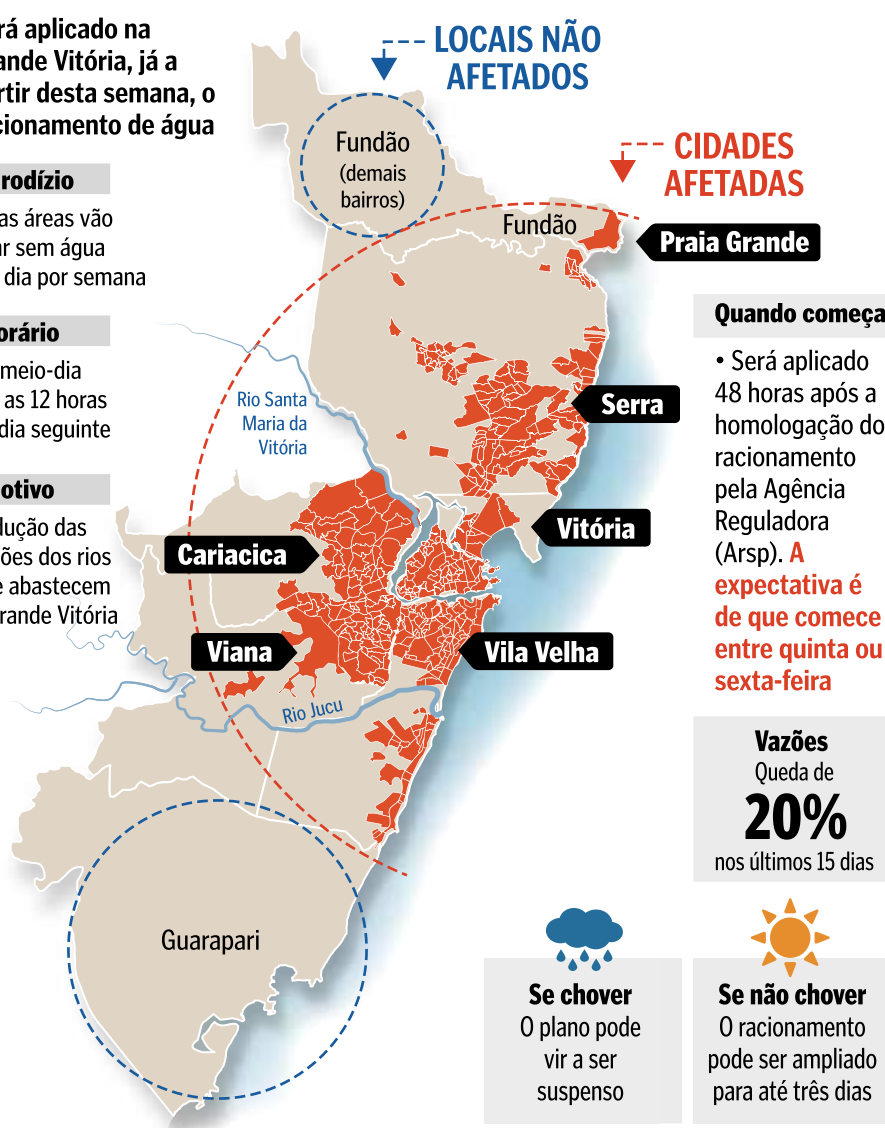 rá aplicado na
ande Vitória, já a
rtir desta semana, o
cionamento de água
rodízio
as áreas vão
ar sem água
dia por semana
orário
meio-dia
as 12 horas
dia seguinte
otivo
dução das
ões dos rios
e abastecem
rande Vitória
LOCAIS NÃO
AFETADOS
Fundão
(demais
bairros)
CIDADES
AFETADAS
Fundão
Praia Grande
Serra
Rio Santa
Maria da
Vitória
Vitória
Cariacica
Viana
Vila Velha
Rio Jucu
Guarapari
Quando começa
• Será aplicado
48 horas após a
homologação do
racionamento
pela Agência
Reguladora
(Arsp). A
expectativa é
de que comece
entre quinta ou
sexta-feira
Vazões
Queda de
20%
nos últimos 15 dias
Se chover
O plano pode
vir a ser
suspenso
Se não chover
O racionamento
pode ser ampliado
para até três dias